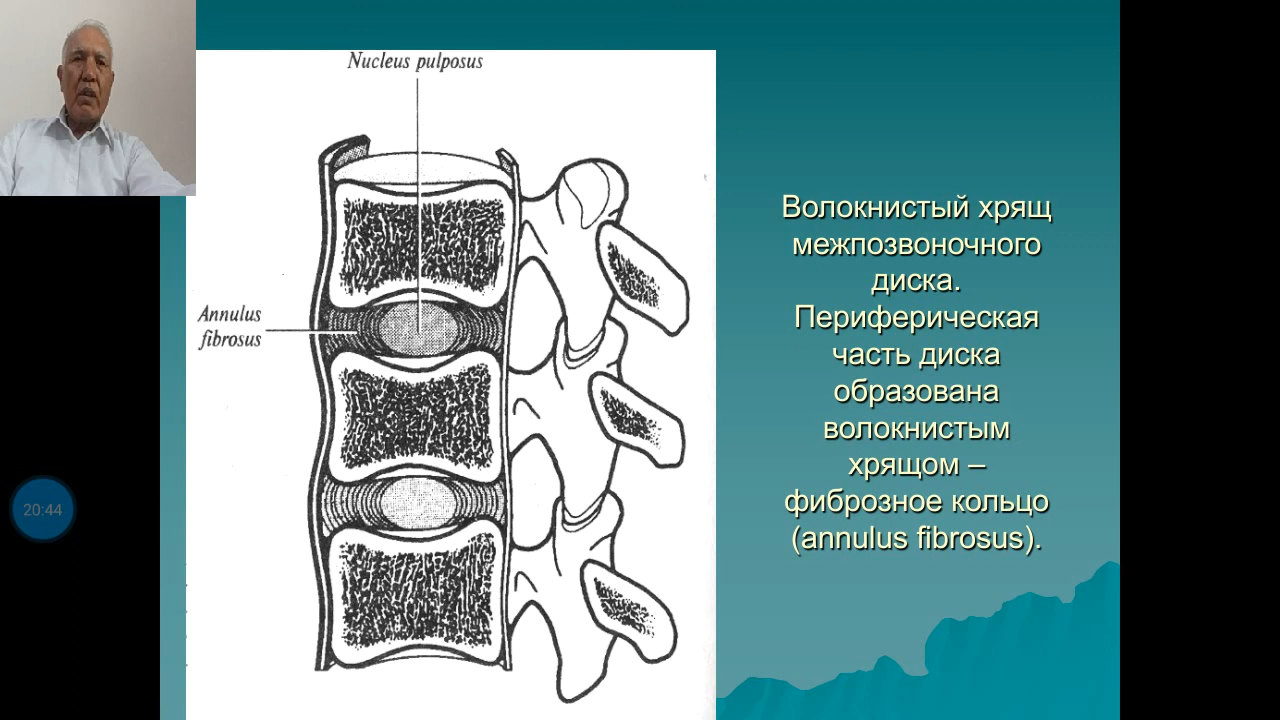 Nucleus pulposus
Annulus
fibrosus
Волокнистый хрящ
межпозвоночного
диска.
Периферическая
часть диска
образована
волокнистым
хрящом –
фиброзное кольцо
(annulus fibrosus).
20:44